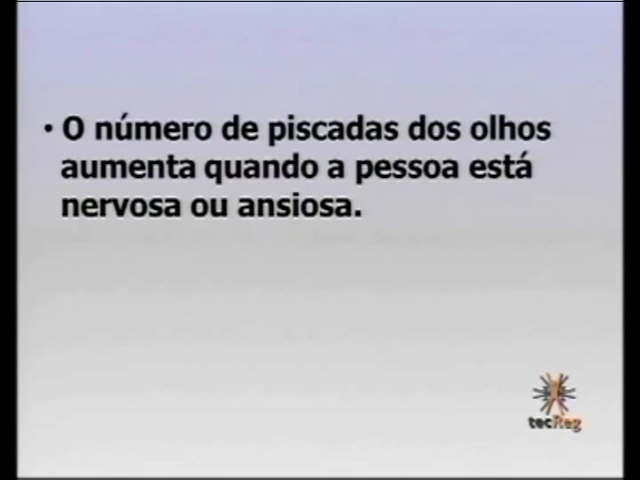 • O número de piscadas dos olhos
aumenta quando a pessoa está
nervosa ou ansiosa.
tecReg